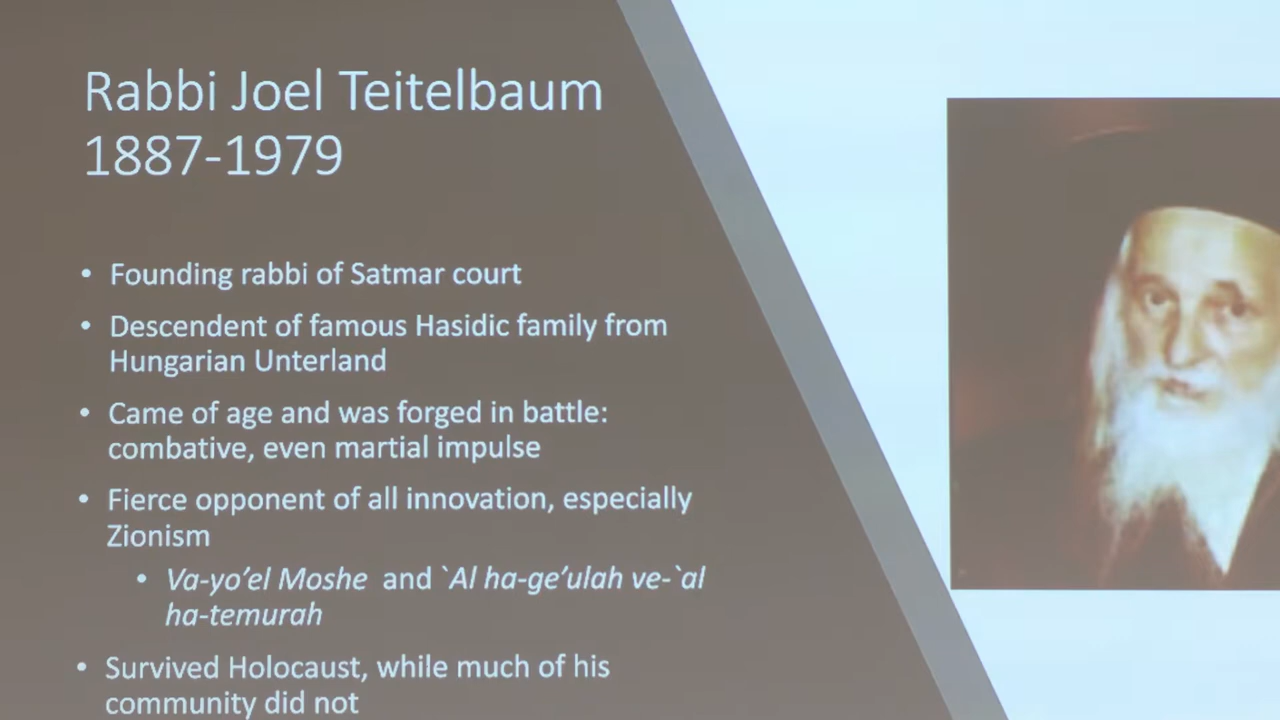 Rabbi Joel Teitelbaum
1887-1979
• Founding rabbi of Satmar court
• Descendent of famous Hasidic family from
Hungarian Unterland
• Came of age and was forged in battle:
combative, even martial impulse
• Fierce opponent of all innovation, especially
Zionism
• Va-yo’el Moshe and `Al ha-ge’ulah ve-`al
ha-temurah
• Survived Holocaust, while much of his
community did not